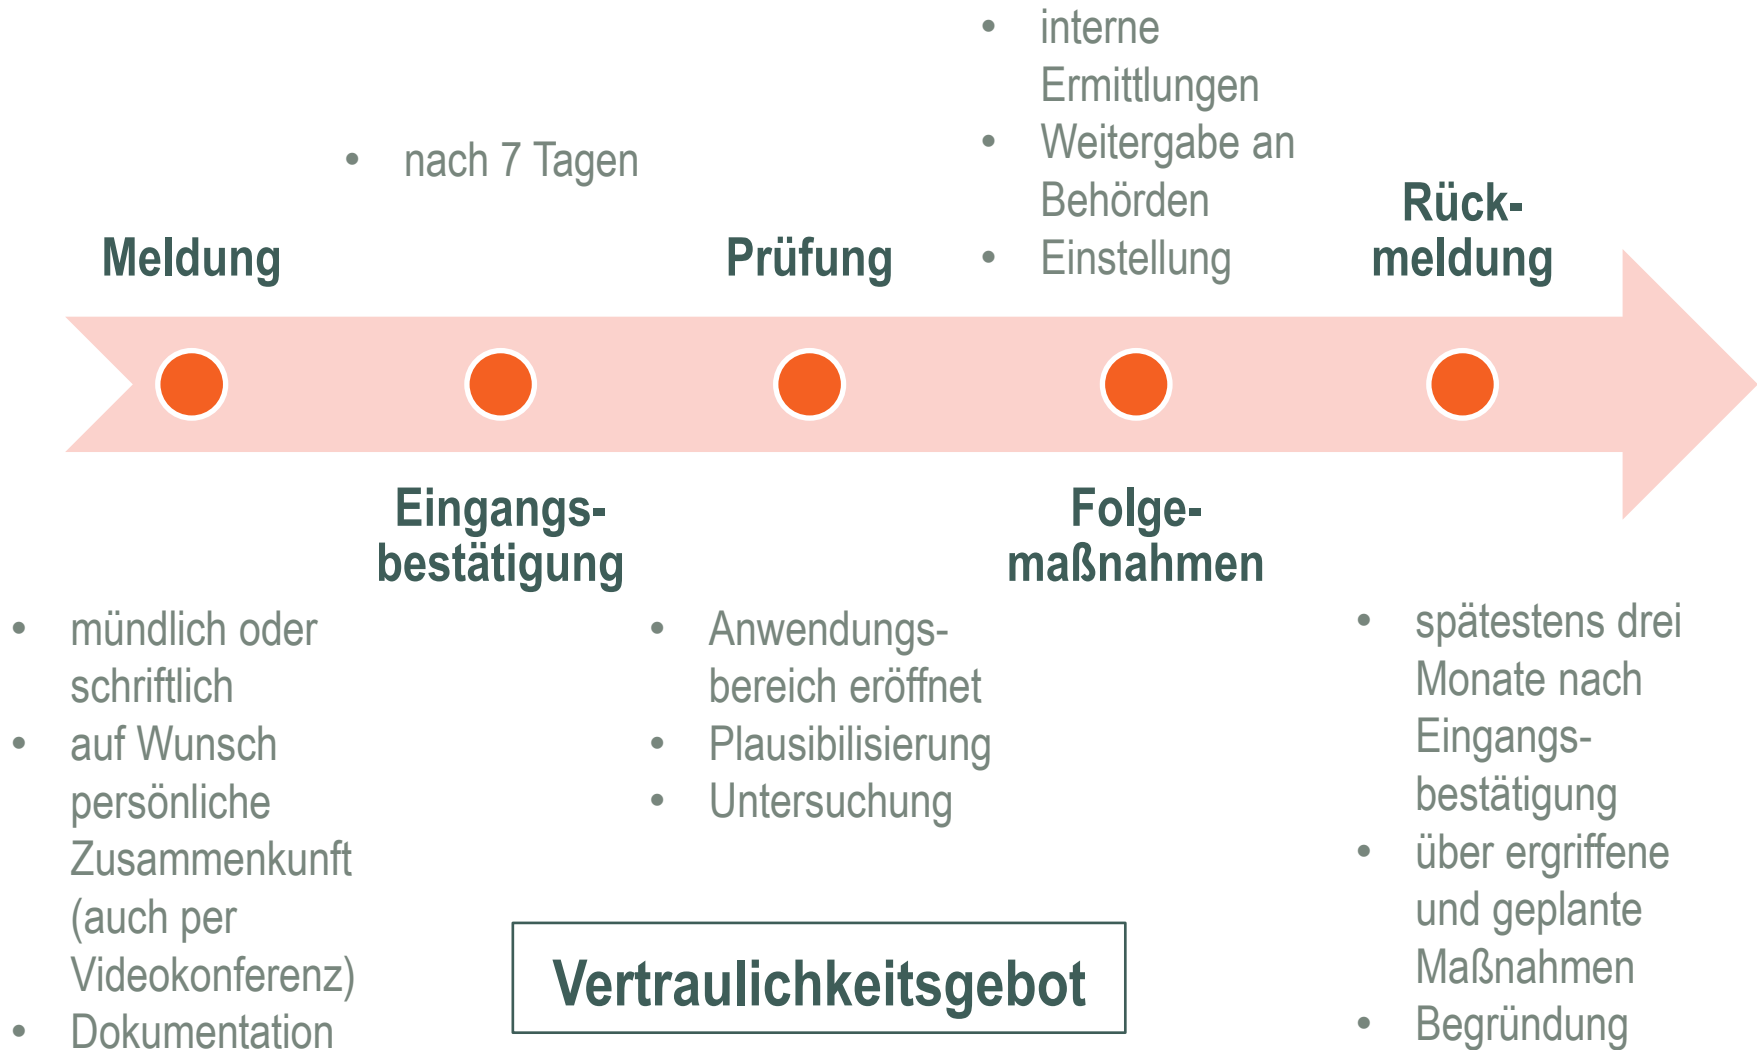 Meldung
• mündlich oder
schriftlich
• auf Wunsch
persönliche
Zusammenkunft
(auch per
Videokonferenz)
• Dokumentation
• nach 7 Tagen
Eingangs-
bestätigung
Prüfung
• Anwendungs-
bereich eröffnet
• Plausibilisierung
• Untersuchung
• interne
Ermittlungen
• Weitergabe an
Behörden
• Einstellung
Folge-
maßnahmen
Rück-
meldung
• spätestens drei
Monate nach
Eingangs-
bestätigung
• über ergriffene
und geplante
Maßnahmen
• Begründung
Vertraulichkeitsgebot